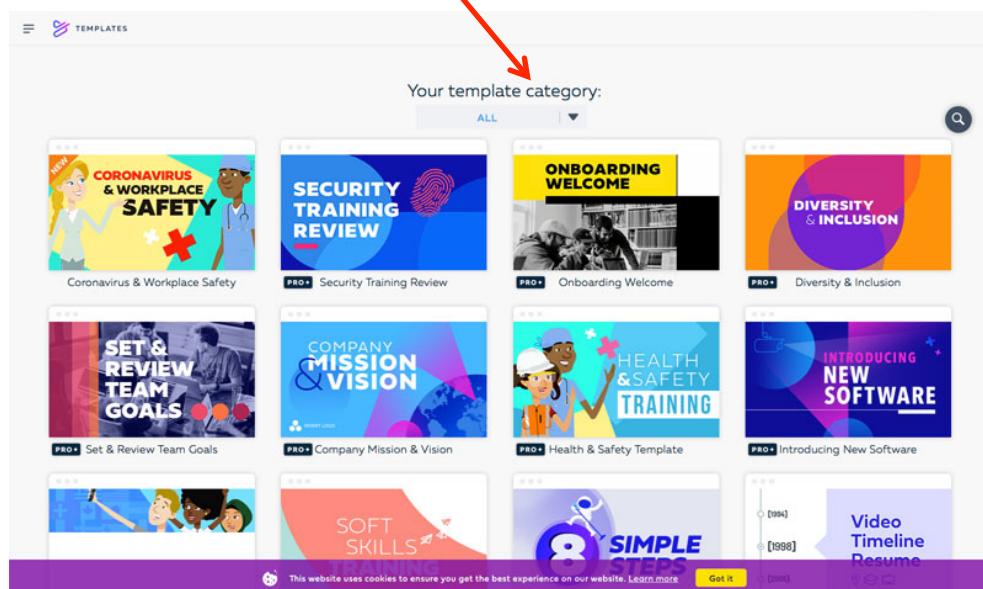 TEMPLATES
Your template category:
ALL
NEW
CORONAVIRUS
& WORKPLACE
SAFETY
Coronavirus & Workplace Safety
SECURITY
TRAINING
REVIEW
PRO+ Security Training Review
ONBOARDING
WELCOME
PRO+ Onboarding Welcome
DIVERSITY
& INCLUSION
PRO+ Diversity & Inclusion
SET &
REVIEW
TEAM
GOALS
PRO+ Set & Review Team Goals
COMPANY
MISSION
& VISION
INSERT LOGO
PRO+ Company Mission & Vision
HEALTH
& SAFETY
TRAINING
PRO+ Health & Safety Template
INTRODUCING
NEW
SOFTWARE
PRO+ Introducing New Software
SOFT
SKILLS
TRAINING
8 SIMPLE
STEPS
[1994]
[1998]
Video
Timeline
Resume
This website uses cookies to ensure you get the best experience on our website. Learn more
Got it